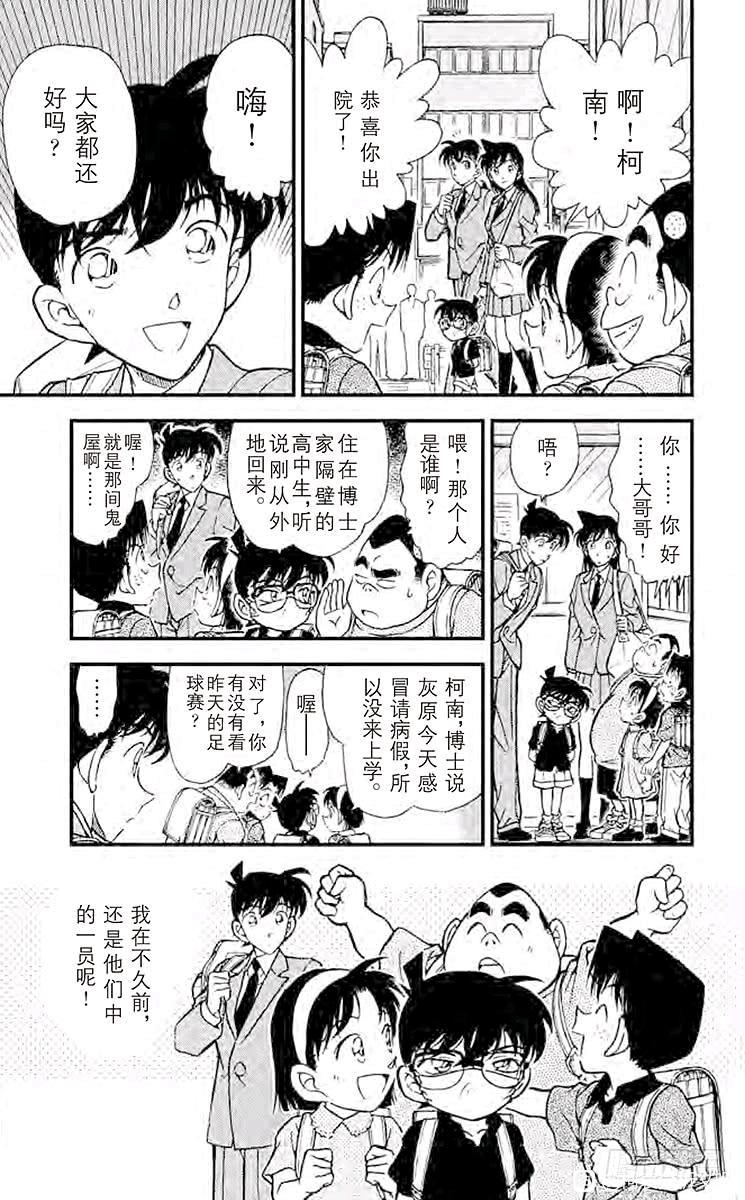 啊！柯
南！
恭喜你出
院了！
嗨！
大家都还
好吗？
你……你好
……大哥哥！
唔？
喂！那个人
是谁啊？
住在博士
家隔壁的
高中生，听
说刚从外
地回来。
喔！
就是那间鬼
屋啊……
柯南，博士说
灰原今天感
冒请病假，所
以没来上学。
喔——
对了，你
有没有看
昨天的足
球赛？
……
我在不久前，
还是他们中
的一员呢！